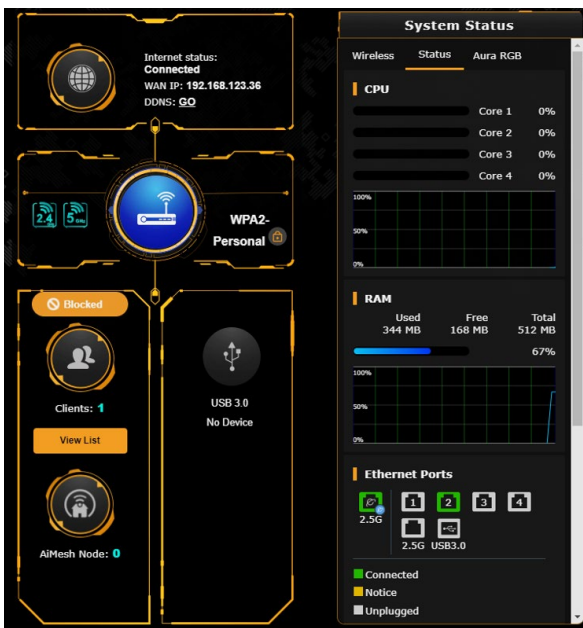 Internet status:
Connected
WAN IP: 192.168.123.36
DDNS: GO
2.4
5
WPA2-
Personal
Blocked
Clients: 1
View List
AiMesh Node: 0
USB 3.0
No Device
System Status
Wireless Status Aura RGB
CPU
Core 1 0%
Core 2 0%
Core 3 0%
Core 4 0%
100%
50%
0%
RAM
Used Free Total
344 MB 168 MB 512 MB
67%
100%
50%
0%
Ethernet Ports
1 2 3 4
2.5G
2.5G USB3.0
Connected
Notice
Unplugged